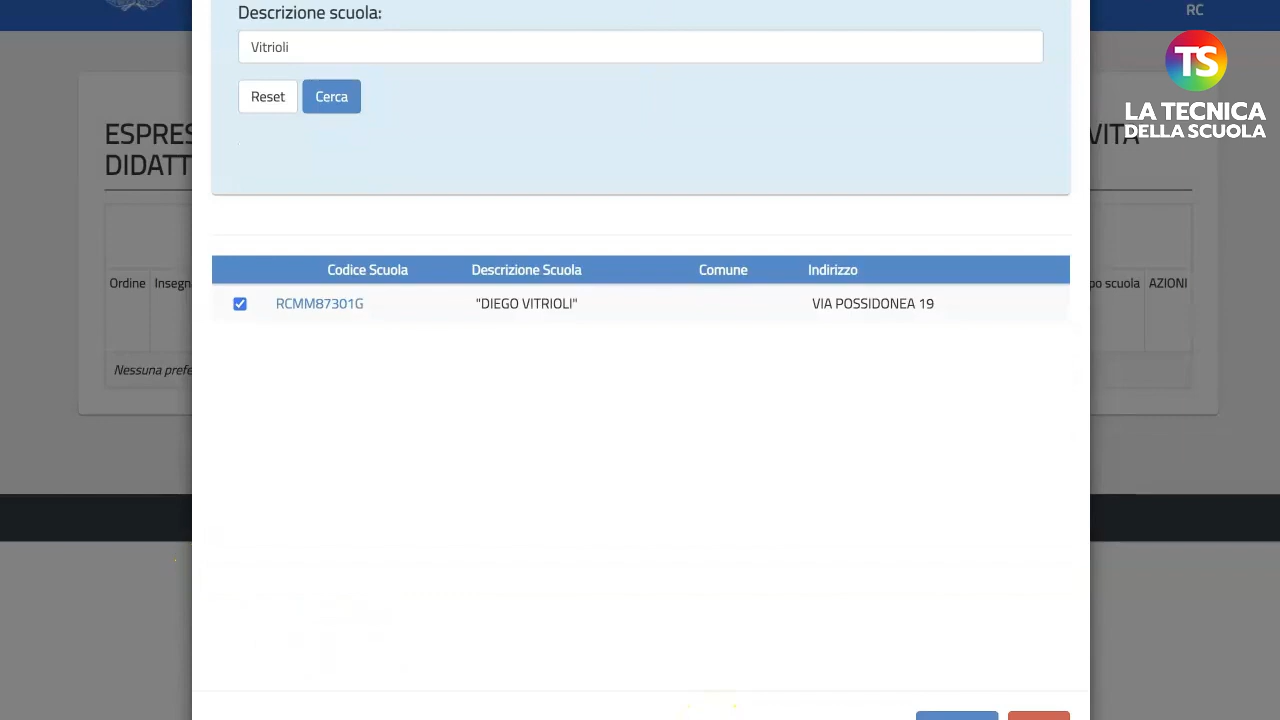 RC
Descrizione scuola:
Vitrioli
Reset Cerca
TS
LA TECNICA
DELLA SCUOLA
ESPRES
VITA
DIDATT
Codice Scuola Descrizione Scuola Comune Indirizzo
Ordine Insegn
po scuola AZIONI
RCMM87301G "DIEGO VITRIOLI" VIA POSSIDONEA 19
Nessuna prefe